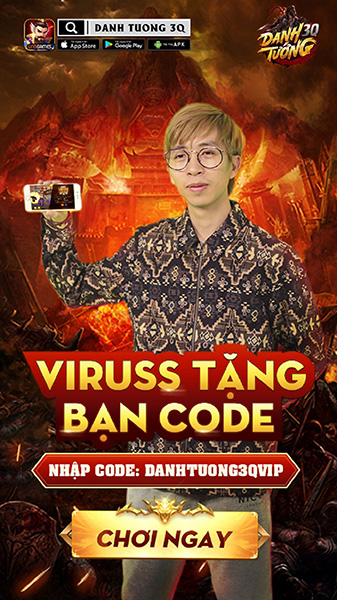 DANH TUONG 3Q
App Store
Google Play
APK
DANH 3Q
TƯỚNG
VIRUSS TẶNG
BẠN CODE
NHẬP CODE: DANHTUONG3QVIP
CHƠI NGAY